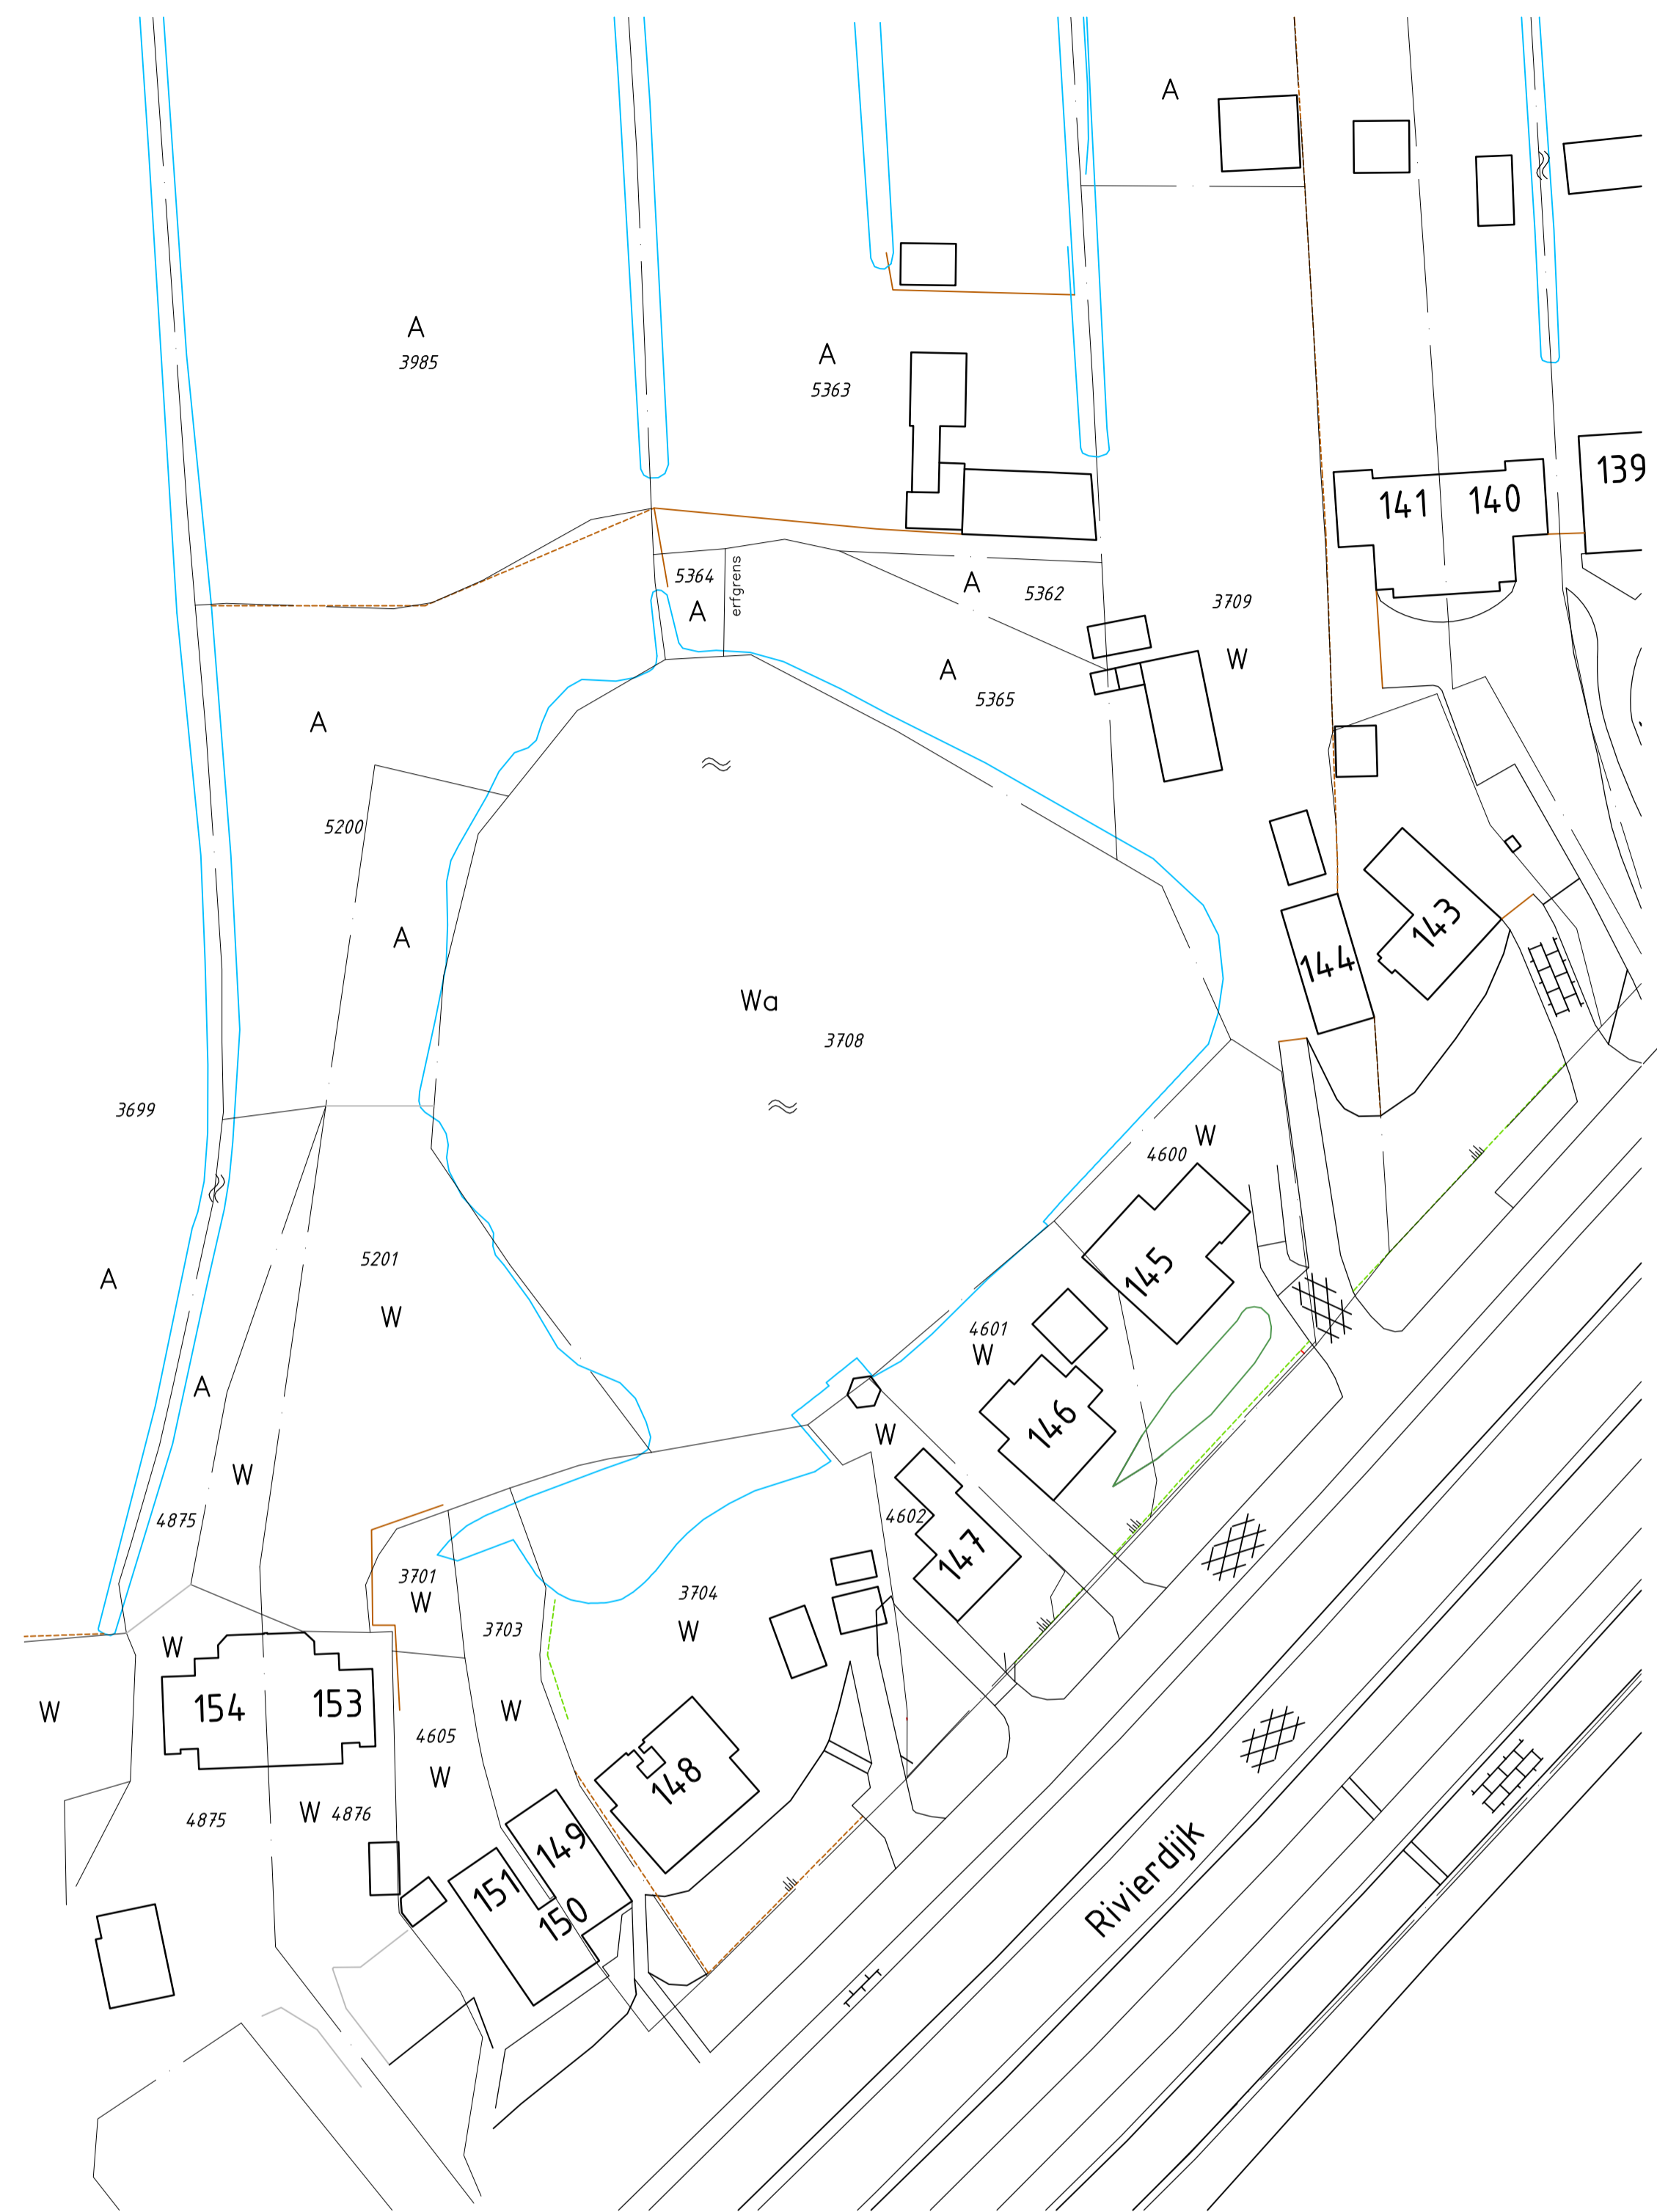 A
A
3985
A
5363
139
141
140
5364
erfgrens
A
A
5362
3709
W
A
5365
A
5200
A
143
144
Wa
3708
3699
W
4600
5201
A
W
145
4601
W
A
146
W
W
4875
4602
147
3701
W
3703
3704
W
W
154
153
W
W
4605
W
148
4875
W
4876
149
151
150
Rivierdijk